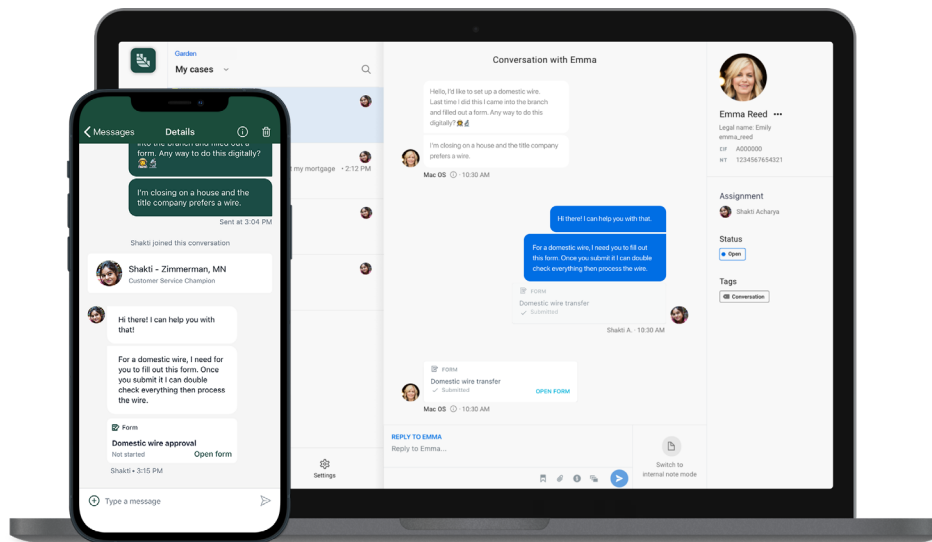 Messages
Details
into the branch and filled out a
form. Any way to do this digitally?
I'm closing on a house and the
title company prefers a wire.
Sent at 3:04 PM
Shakti joined this conversation
Shakti - Zimmerman, MN
Customer Service Champion
Hi there! I can help you with
that!
For a domestic wire, I need for
you to fill out this form. Once
you submit it I can double
check everything then process
the wire.
Form
Domestic wire approval
Not started
Open form
Shakti • 3:15 PM
Type a message
Garden
My cases
my mortgage • 2:12 PM
Settings
Conversation with Emma
Hello, I'd like to set up a domestic wire.
Last time I did this I came into the branch
and filled out a form. Any way to do this
digitally?
I'm closing on a house and the title company
prefers a wire.
Mac OS · 10:30 AM
Hi there! I can help you with that.
For a domestic wire, I need you to fill out
this form. Once you submit it I can double
check everything then process the wire.
FORM
Domestic wire transfer
Submitted
Shakti A. · 10:30 AM
FORM
Domestic wire transfer
Submitted
OPEN FORM
Mac OS · 10:30 AM
REPLY TO EMMA
Reply to Emma...
Switch to
internal note mode
Emma Reed
Legal name: Emily
emma_reed
CIF A000000
NT 1234567654321
Assignment
Shakti Acharya
Status
Open
Tags
Conversation